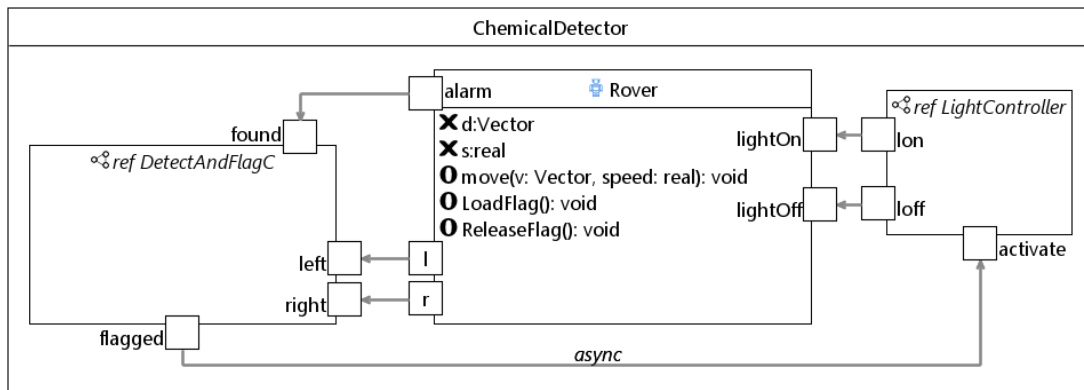 ChemicalDetector
alarm
Rover
ref LightController
found
d:Vector
lightOn
lon
ref DetectAndFlagC
s:real
move(v: Vector, speed: real): void
LoadFlag(): void
lightOff
loff
ReleaseFlag(): void
left
l
activate
right
r
flagged
async